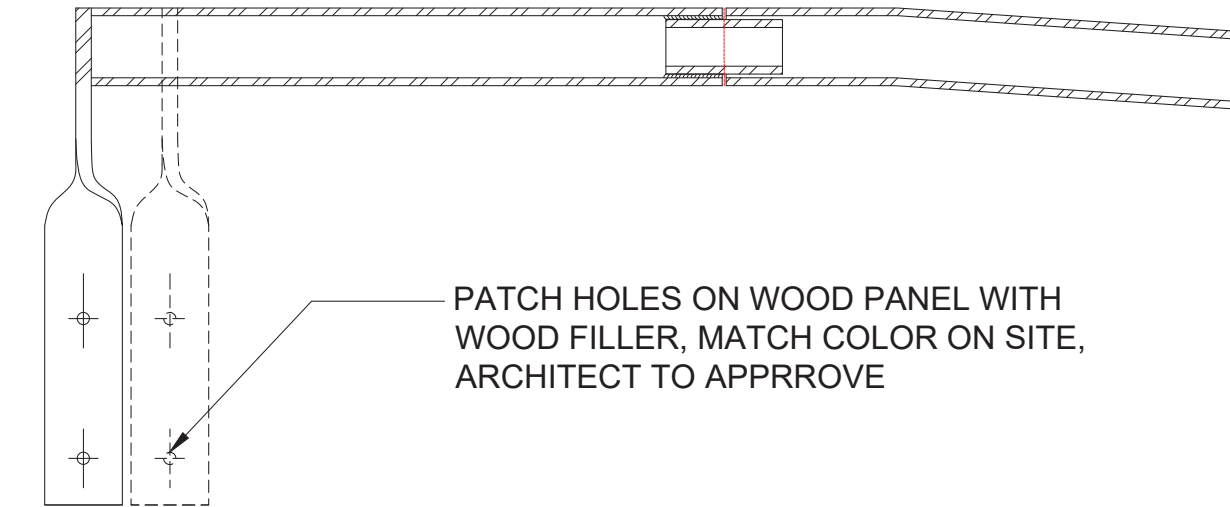 PATCH HOLES ON WOOD PANEL WITH
WOOD FILLER, MATCH COLOR ON SITE,
ARCHITECT TO APPRROVE